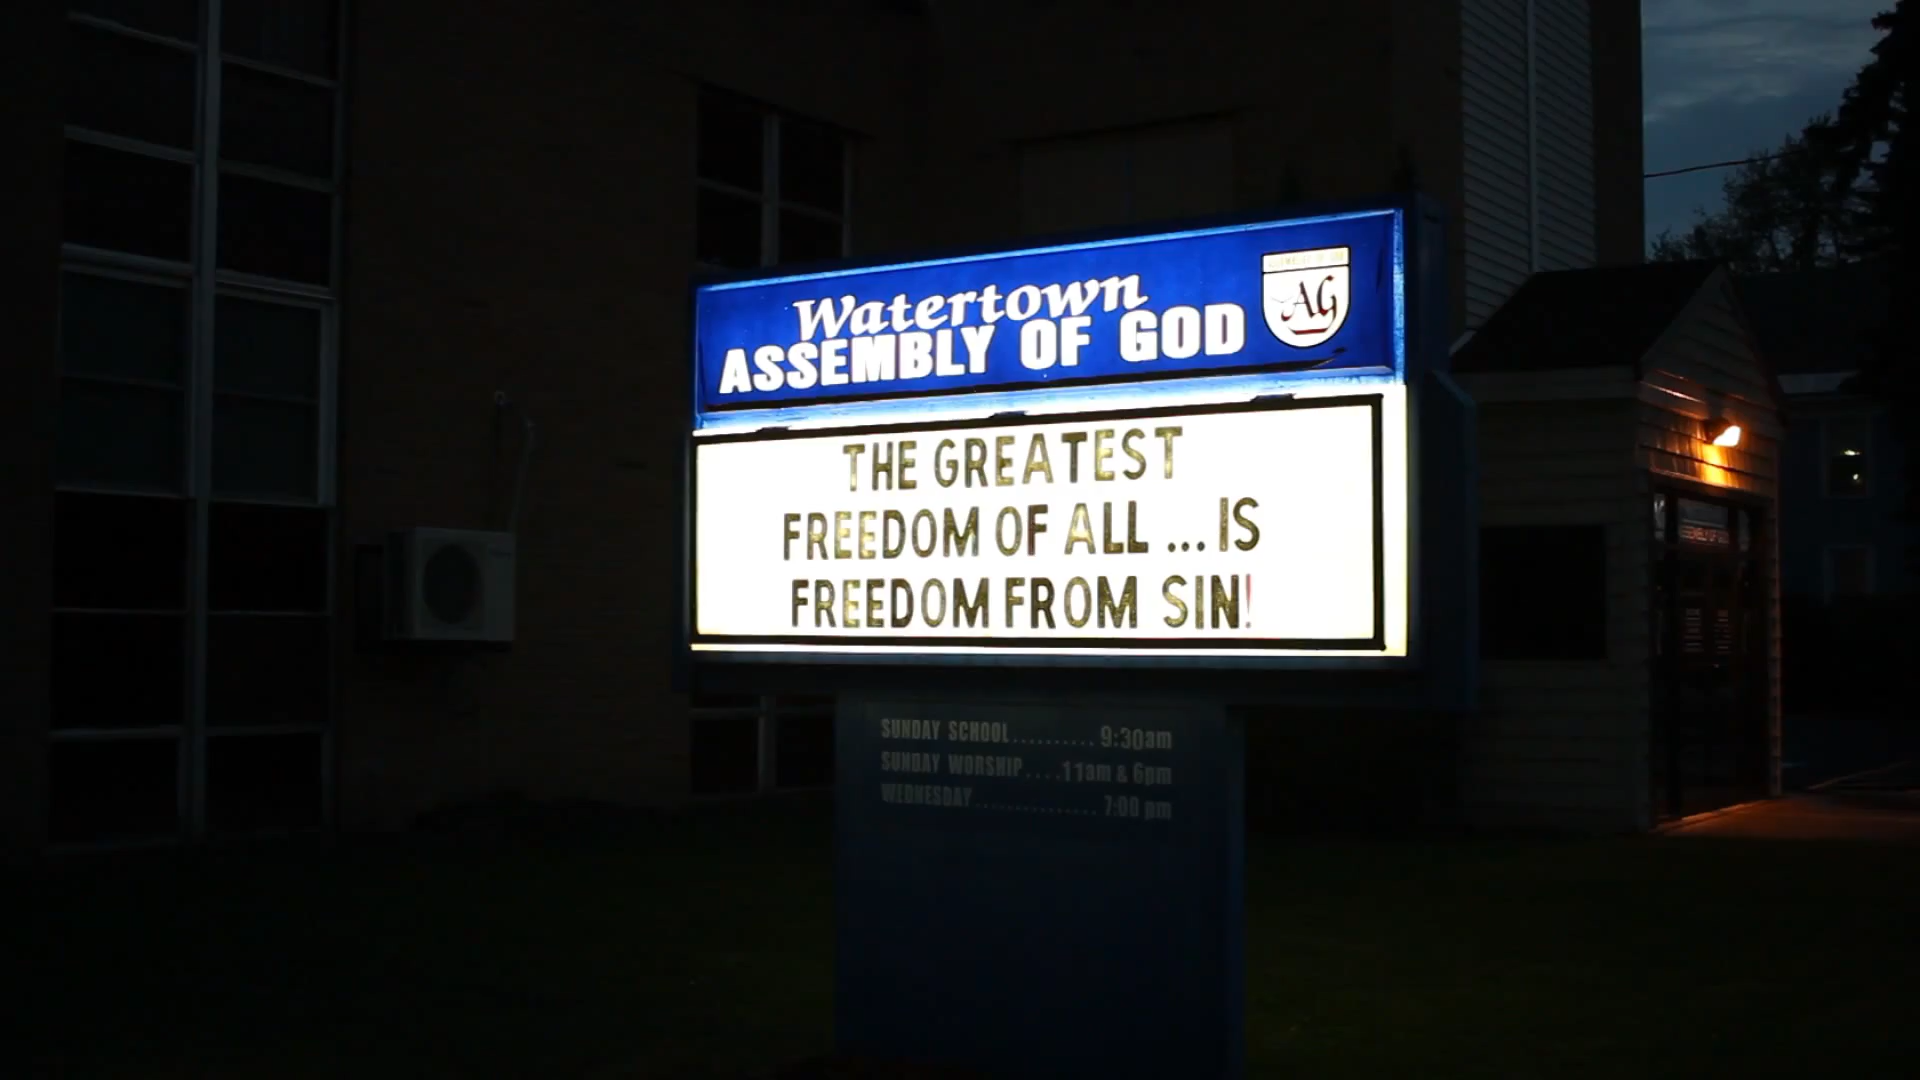 Watertown
ASSEMBLY OF GOD
AG
THE GREATEST
FREEDOM OF ALL ... IS
FREEDOM FROM SIN!
SUNDAY SCHOOL.......... 9:30am
SUNDAY WORSHIP....11am & 6pm
WEDNESDAY............... 7:00 pm